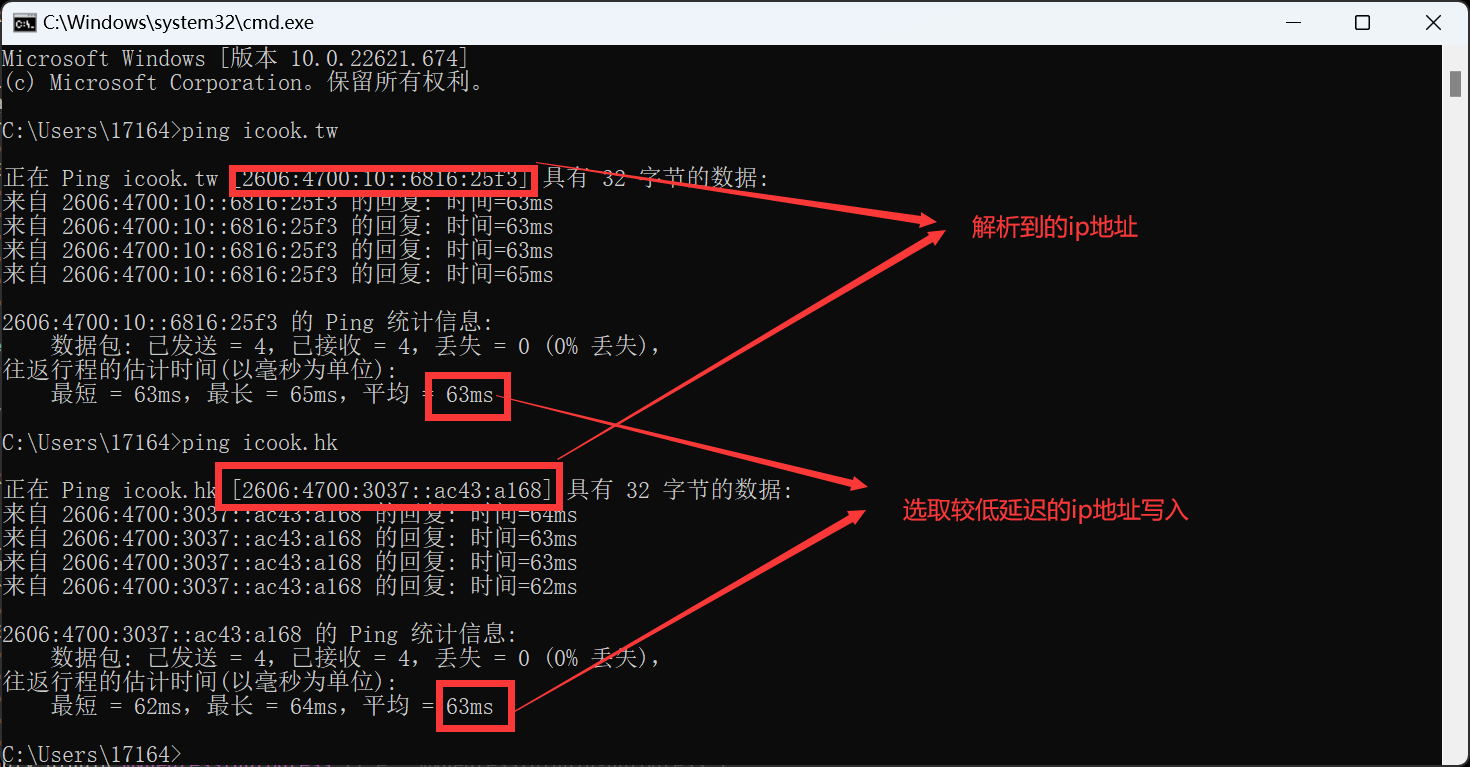 C:\Windows\system32\cmd.exe
Microsoft Windows [版本 10.0.22621.674]
(c) Microsoft Corporation。保留所有权利。
C:\Users\17164>ping icook.tw
正在 Ping icook.tw [2606:4700:10::6816:25f3] 具有 32 字节的数据:
来自 2606:4700:10::6816:25f3 的回复: 时间=63ms
来自 2606:4700:10::6816:25f3 的回复: 时间=63ms
来自 2606:4700:10::6816:25f3 的回复: 时间=63ms
来自 2606:4700:10::6816:25f3 的回复: 时间=65ms
解析到的ip地址
2606:4700:10::6816:25f3 的 Ping 统计信息:
数据包: 已发送 = 4，已接收 = 4，丢失 = 0 (0% 丢失)，
往返行程的估计时间(以毫秒为单位):
最短 = 63ms，最长 = 65ms，平均 = 63ms
C:\Users\17164>ping icook.hk
正在 Ping icook.hk [2606:4700:3037::ac43:a168] 具有 32 字节的数据:
来自 2606:4700:3037::ac43:a168 的回复: 时间=64ms
来自 2606:4700:3037::ac43:a168 的回复: 时间=63ms
来自 2606:4700:3037::ac43:a168 的回复: 时间=63ms
来自 2606:4700:3037::ac43:a168 的回复: 时间=62ms
选取较低延迟的ip地址写入
2606:4700:3037::ac43:a168 的 Ping 统计信息:
数据包: 已发送 = 4，已接收 = 4，丢失 = 0 (0% 丢失)，
往返行程的估计时间(以毫秒为单位):
最短 = 62ms，最长 = 64ms，平均 = 63ms
C:\Users\17164>